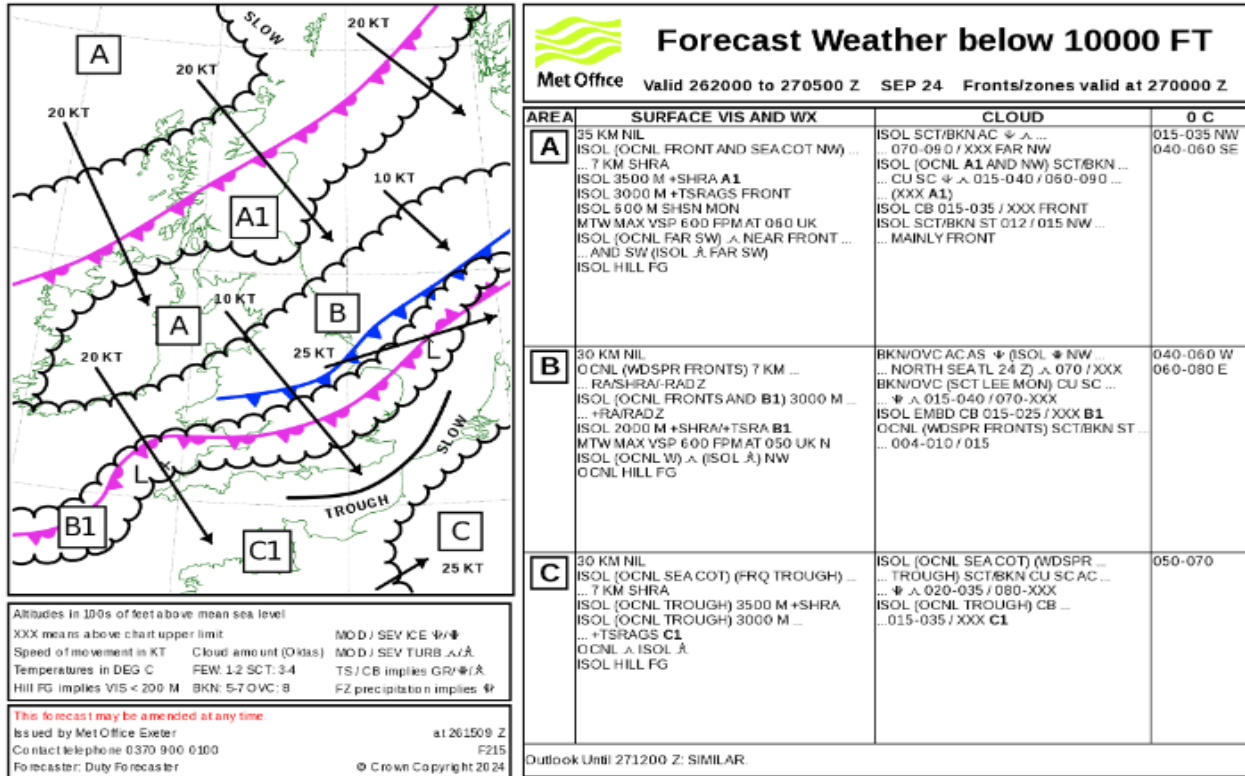 SLOW
20 KT
A
20 KT
20 KT
10 KT
A1
10 KT
B
A
25 KT
20 KT
L
SLOW
L
TROUGH
B1
C1
C
25 KT
Altitudes in 100s of feet above mean sea level
XXX means above chart upper limit MOD / SEV ICE
Speed of movement in KT Cloud amount (Oktas) MOD / SEV TURB
Temperatures in DEG C FEW: 1-2 SCT: 3-4 TS / CB implies GR/
Hill FG implies VIS < 200 M BKN: 5-7 OVC: 8 FZ precipitation implies
This forecast may be amended at any time.
Issued by Met Office Exeter at 261509 Z
Contact telephone 0370 900 0100 F215
Forecaster: Duty Forecaster © Crown Copyright 2024
Met Office
Forecast Weather below 10000 FT
Valid 262000 to 270500 Z SEP 24 Fronts/zones valid at 270000 Z
AREA SURFACE VIS AND WX CLOUD 0 C
A
35 KM NIL
ISOL (OCNL FRONT AND SEA COT NW) ...
... 7 KM SHRA
ISOL 3500 M +SHRA A1
ISOL 3000 M +TSRAGS FRONT
ISOL 600 M SHSN MON
MTW MAX VSP 600 FPM AT 060 UK
ISOL (OCNL FAR SW) NEAR FRONT ...
... AND SW (ISOL FAR SW)
ISOL HILL FG
ISOL SCT/BKN AC ...
... 070-090 / XXX FAR NW
ISOL (OCNL A1 AND NW) SCT/BKN ...
... CU SC 015-040 / 060-090 ...
... (XXX A1)
ISOL CB 015-035 / XXX FRONT
ISOL SCT/BKN ST 012 / 015 NW ...
... MAINLY FRONT
015-035 NW
040-060 SE
B
30 KM NIL
OCNL (WDSPR FRONTS) 7 KM ...
... RA/SHRA/-RADZ
ISOL (OCNL FRONTS AND B1) 3000 M ...
... +RA/RADZ
ISOL 2000 M +SHRA/+TSRA B1
MTW MAX VSP 600 FPM AT 050 UK N
ISOL (OCNL W) (ISOL ) NW
OCNL HILL FG
BKN/OVC AC AS (ISOL NW ...
... NORTH SEA TL 24 Z) 070 / XXX
BKN/OVC (SCT LEE MON) CU SC ...
... 015-040 / 070-XXX
ISOL EMBD CB 015-025 / XXX B1
OCNL (WDSPR FRONTS) SCT/BKN ST ...
... 004-010 / 015
040-060 W
060-080 E
C
30 KM NIL
ISOL (OCNL SEA COT) (FRQ TROUGH) ...
... 7 KM SHRA
ISOL (OCNL TROUGH) 3500 M +SHRA
ISOL (OCNL TROUGH) 3000 M ...
... +TSRAGS C1
OCNL ISOL
ISOL HILL FG
ISOL (OCNL SEA COT) (WDSPR ...
... TROUGH) SCT/BKN CU SC AC ...
... 020-035 / 080-XXX
ISOL (OCNL TROUGH) CB ...
...015-035 / XXX C1
050-070
Outlook Until 271200 Z: SIMILAR.